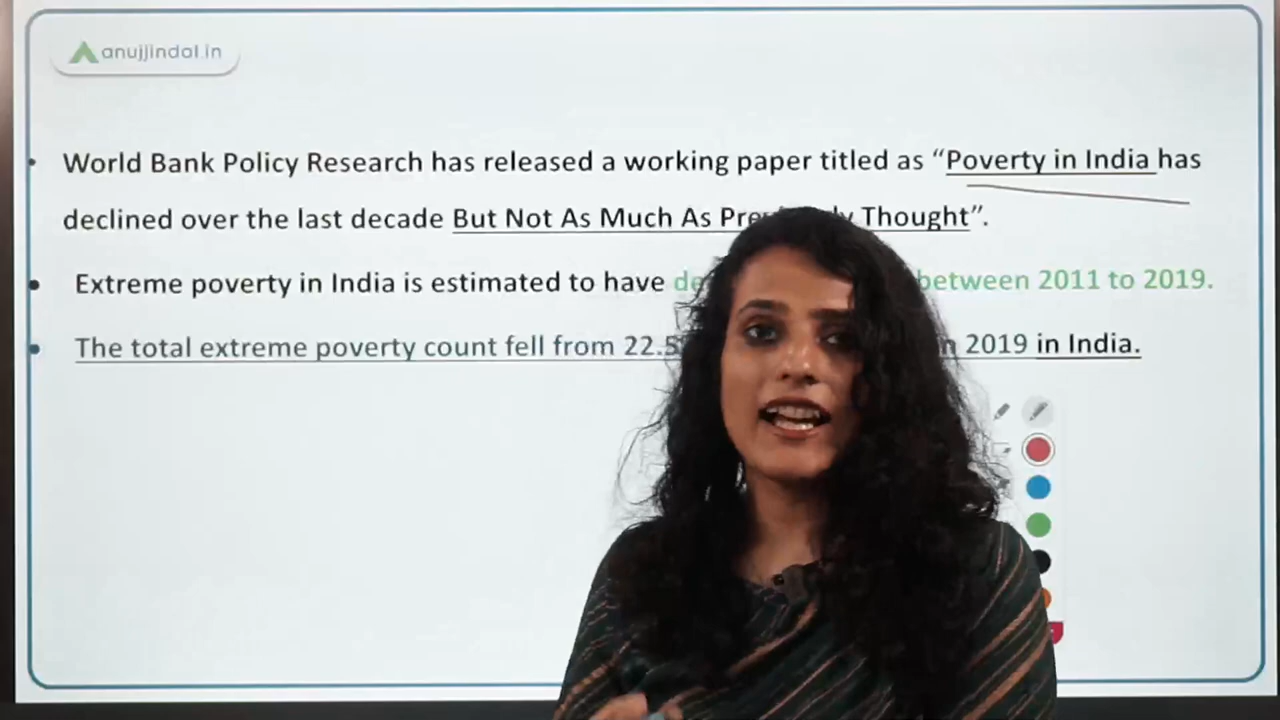 anujjindal.in
World Bank Policy Research has released a working paper titled as “Poverty in India has
declined over the last decade But Not As Much As Thought”.
Extreme poverty in India is estimated to have between 2011 to 2019.
The total extreme poverty count fell from 22.5 2019 in India.